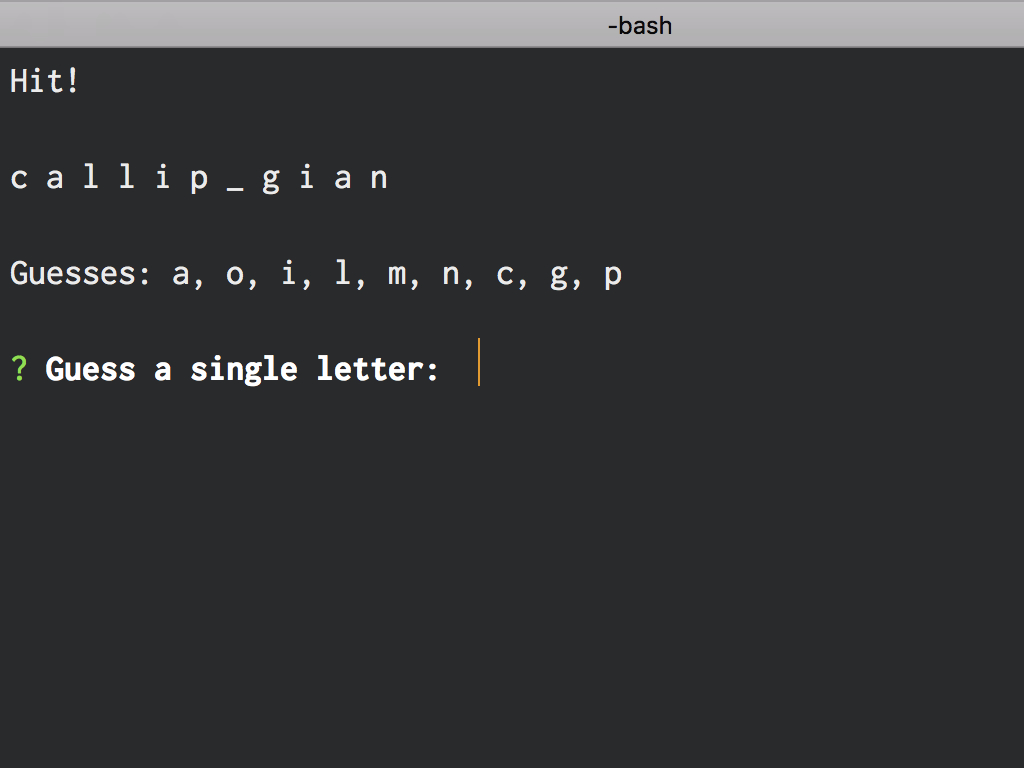 -bash
Hit!
c a l l i p _ g i a n
Guesses: a, o, i, l, m, n, c, g, p
? Guess a single letter: